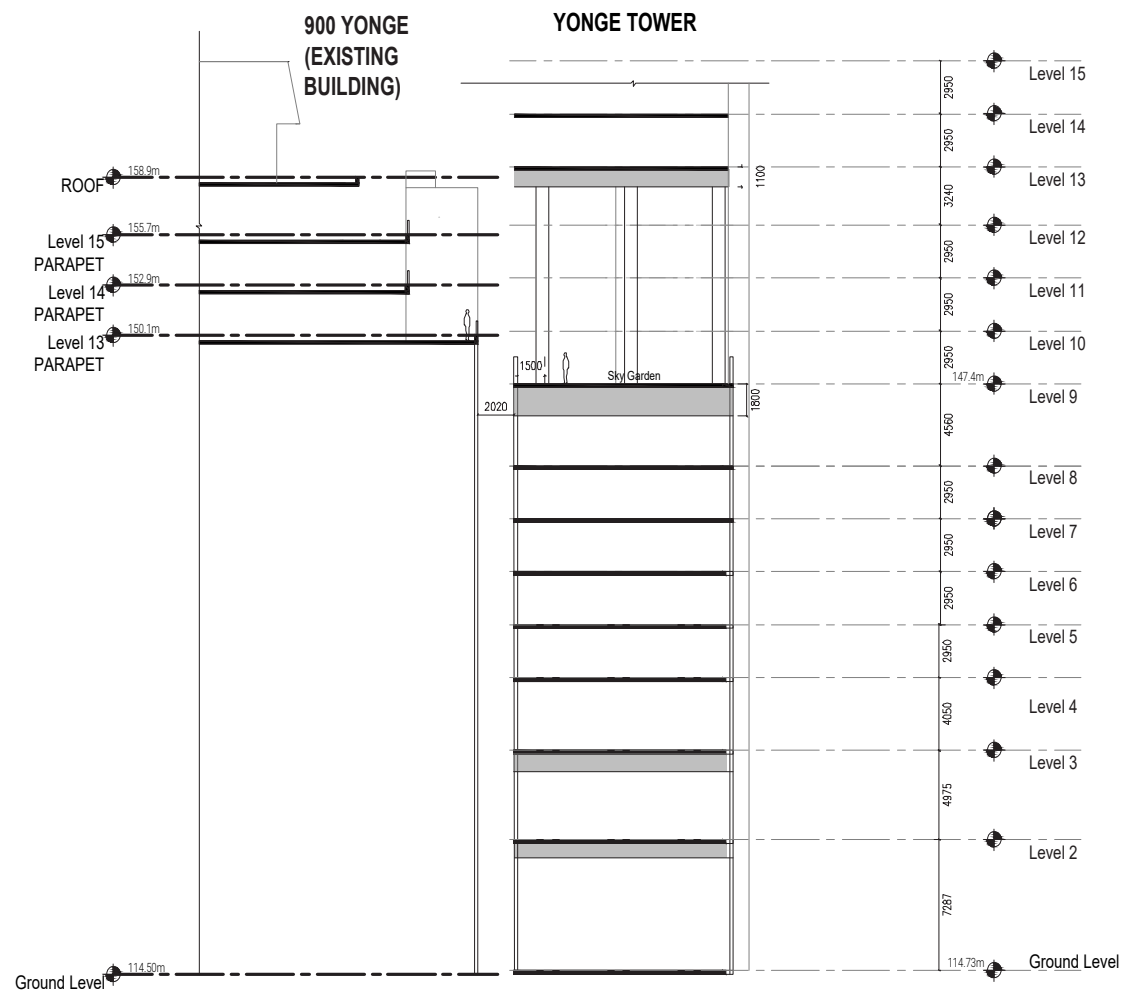 900 YONGE
(EXISTING
BUILDING)
YONGE TOWER
ROOF
158.9m
Level 15
PARAPET
155.7m
Level 14
PARAPET
152.9m
Level 13
PARAPET
150.1m
Ground Level
114.50m
2020
1500
Sky Garden
1800
1100
Level 15
2950
Level 14
2950
Level 13
3240
Level 12
2950
Level 11
2950
Level 10
2950
147.4m
Level 9
4560
Level 8
2950
Level 7
2950
Level 6
2950
Level 5
2950
Level 4
4050
Level 3
4975
Level 2
7287
114.73m
Ground Level